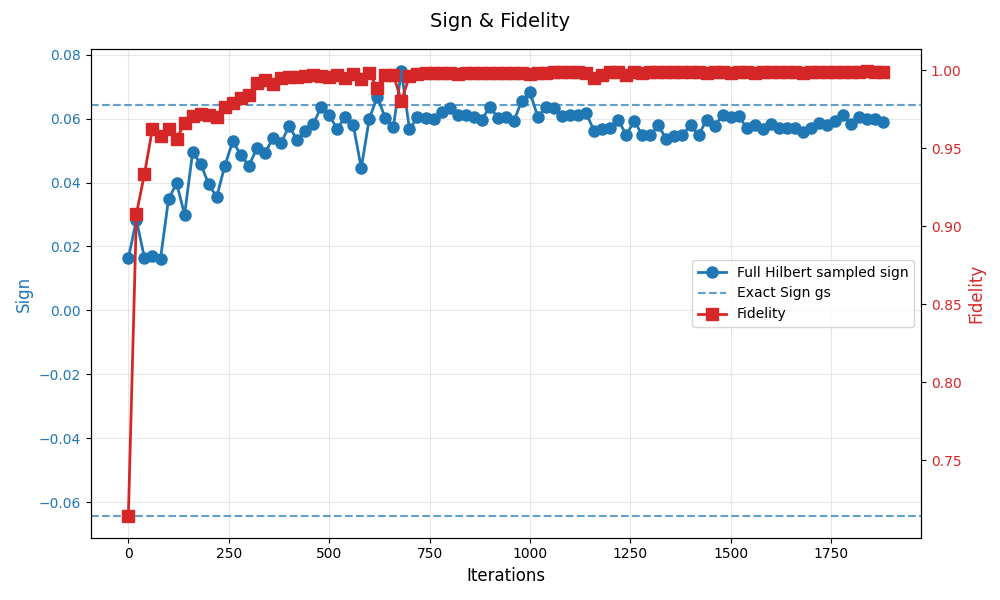 Sign & Fidelity
0.08
0.06
0.04
0.02
0.00
−0.02
−0.04
−0.06
Sign
1.00
0.95
0.90
0.85
0.80
0.75
Fidelity
Full Hilbert sampled sign
Exact Sign gs
Fidelity
0 250 500 750 1000 1250 1500 1750
Iterations